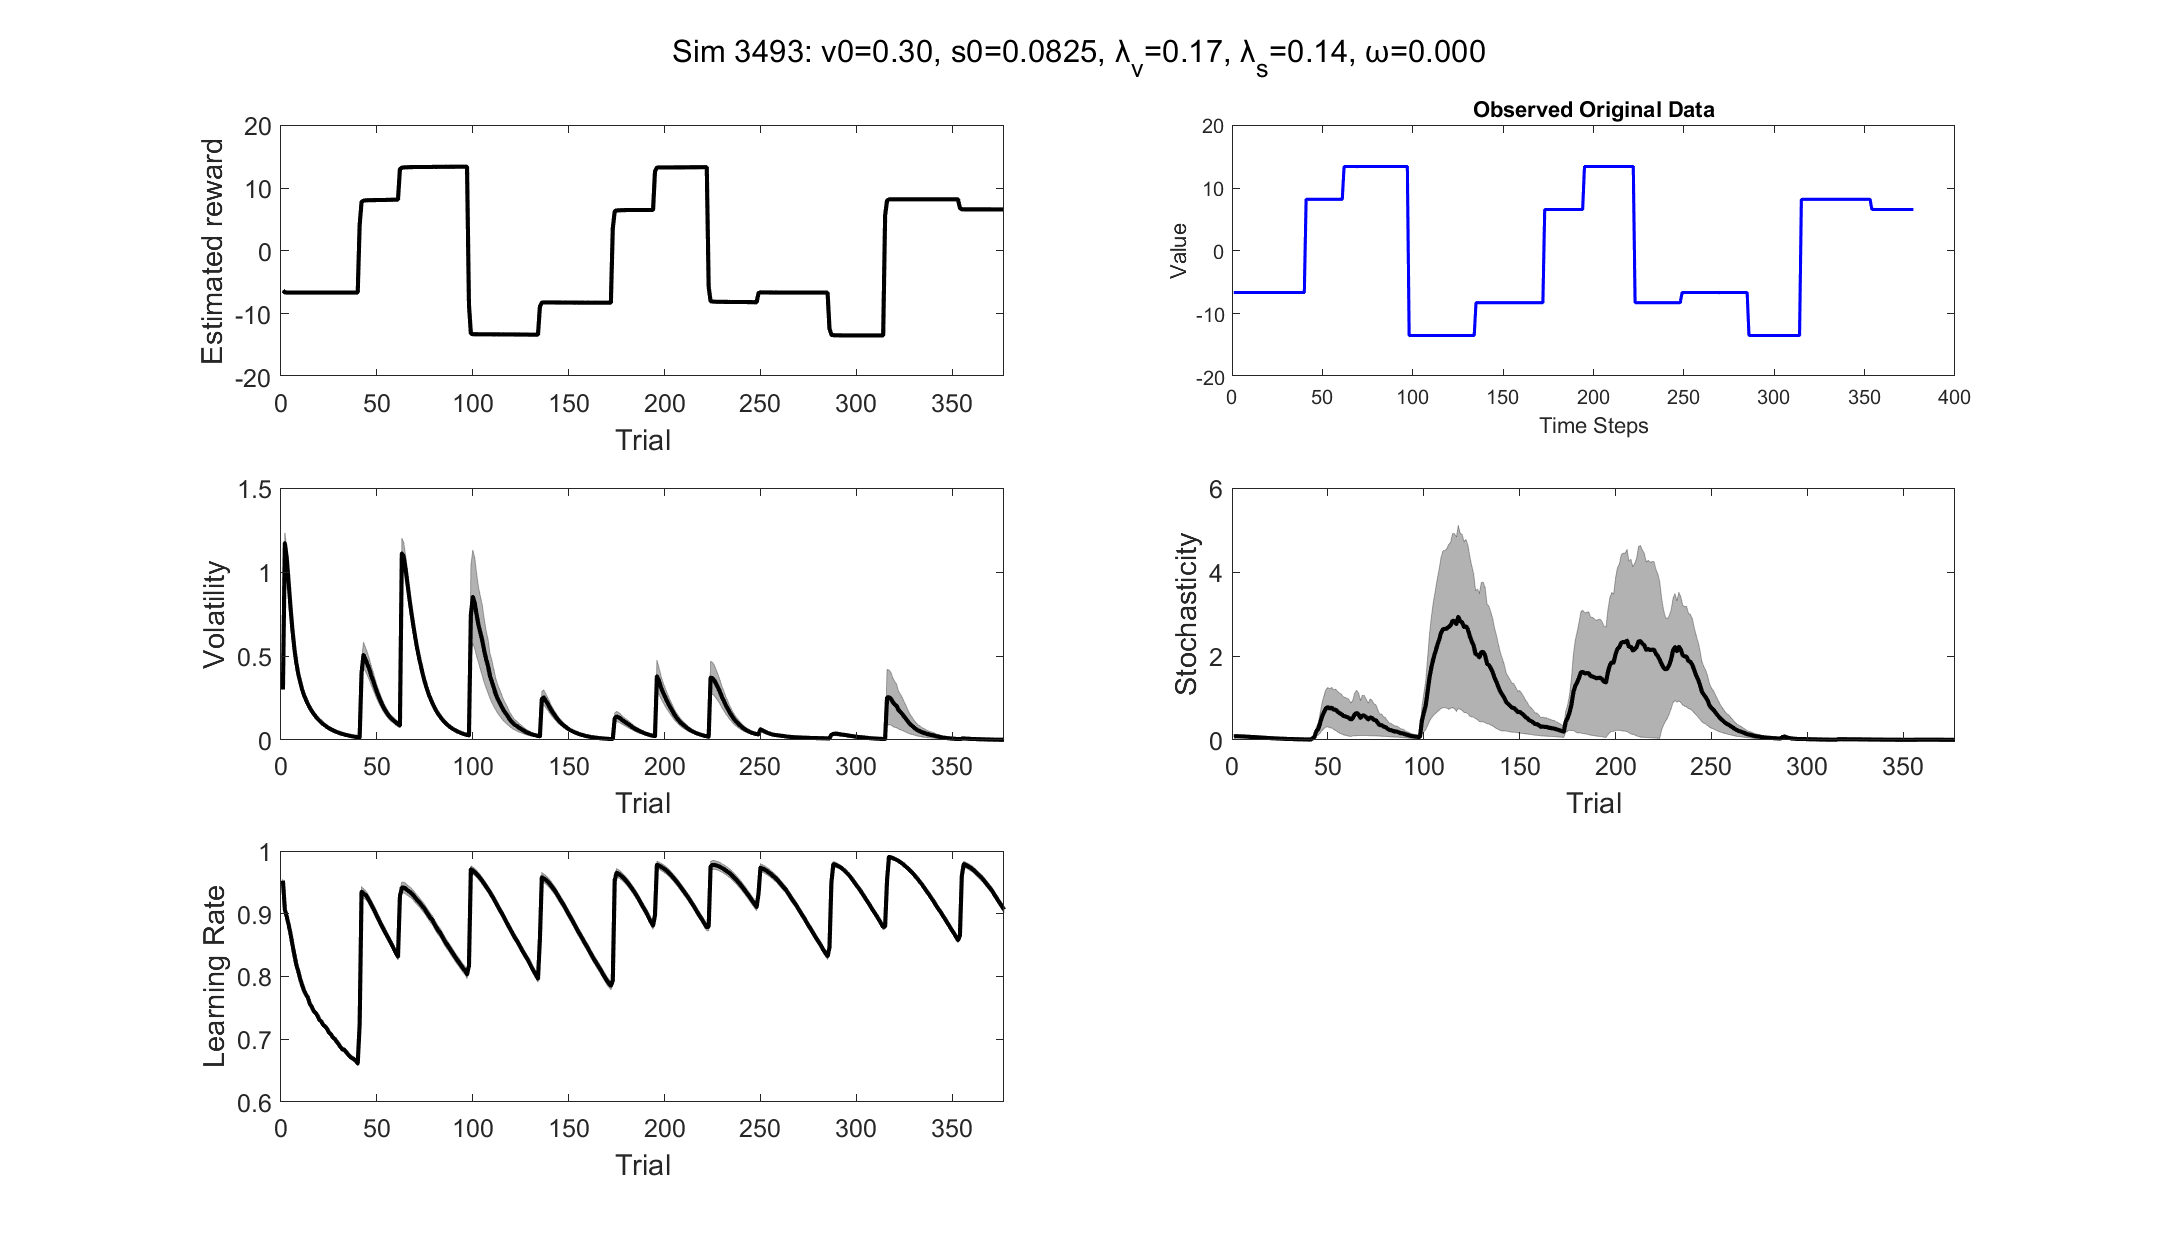 Sim 3493: v0=0.30, s0=0.0825, λv=0.17, λs=0.14, ω=0.000
20
10
0
-10
-20
Estimated reward
0 50 100 150 200 250 300 350
Trial
Observed Original Data
20
10
0
-10
-20
Value
0 50 100 150 200 250 300 350 400
Time Steps
1.5
1
0.5
0
Volatility
0 50 100 150 200 250 300 350
Trial
6
4
2
0
Stochasticity
0 50 100 150 200 250 300 350
Trial
1
0.9
0.8
0.7
0.6
Learning Rate
0 50 100 150 200 250 300 350
Trial